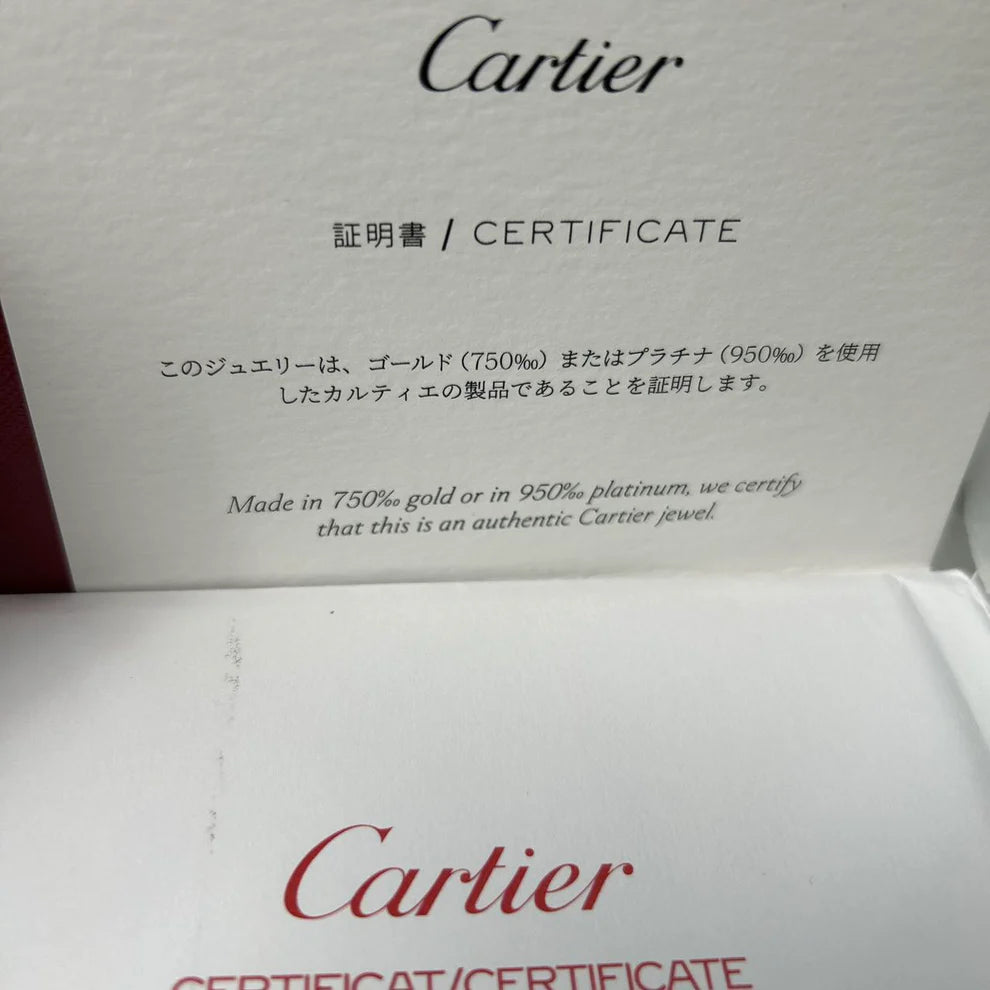 Cartier
証明書 / CERTIFICATE
このジュエリーは、ゴールド（750‰）またはプラチナ（950‰）を使用
したカルティエの製品であることを証明します。
Made in 750‰ gold or in 950‰ platinum, we certify
that this is an authentic Cartier jewel.
Cartier
CERTIFICAT/CERTIFICATE